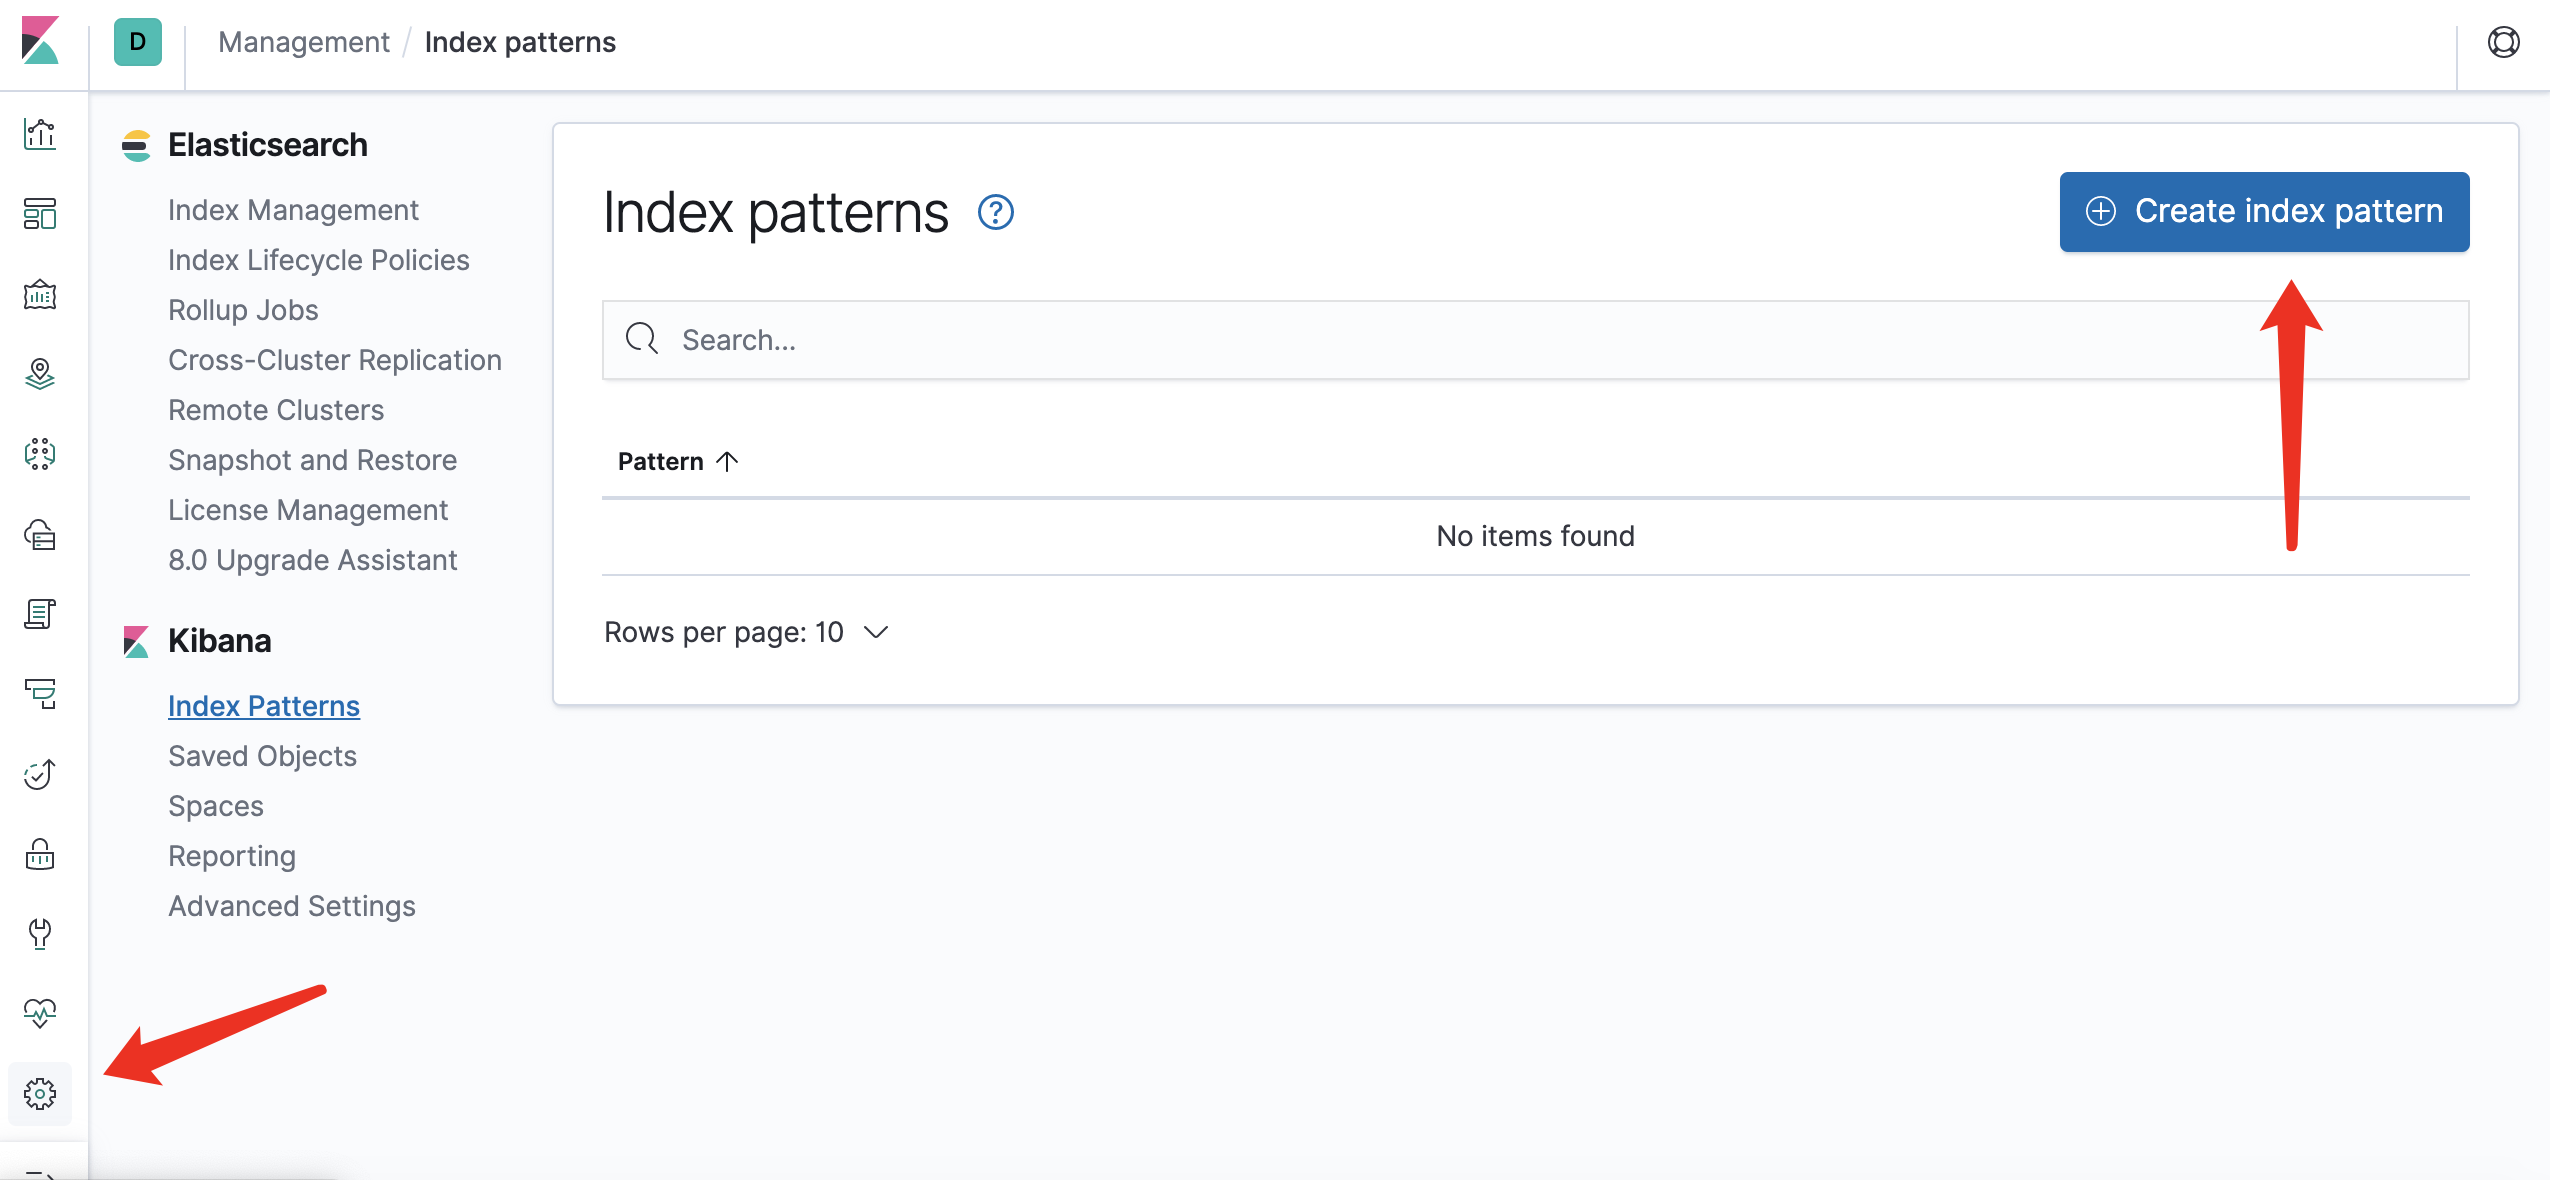 D
Management / Index patterns
Elasticsearch
Index Management
Index Lifecycle Policies
Rollup Jobs
Cross-Cluster Replication
Remote Clusters
Snapshot and Restore
License Management
8.0 Upgrade Assistant
Kibana
Index Patterns
Saved Objects
Spaces
Reporting
Advanced Settings
Index patterns
Create index pattern
Search...
Pattern
No items found
Rows per page: 10